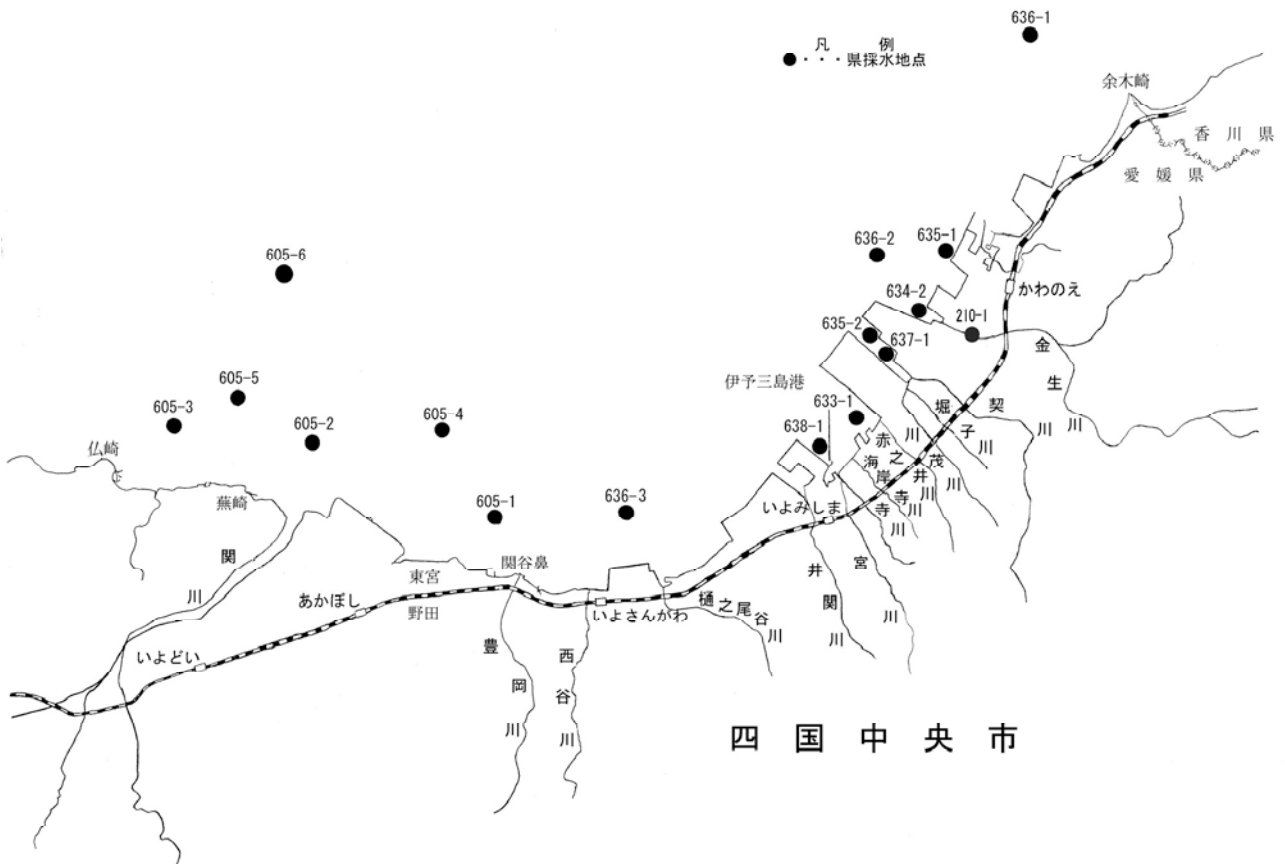 636-1
凡 例
●・・・県採水地点
余木崎
香川県
愛媛県
636-2
635-1
605-6
634-2
かわのえ
210-1
635-2
637-1
金生川
伊予三島港
605-5
605-3
605-2
605-4
633-1
638-1
契川
堀子川
赤之井川
茂川
海岸寺川
寺川
仏崎
蕪崎
605-1
636-3
いよみしま
関川
東宮
関谷鼻
野田
あかぼし
いよさんがわ
樋之尾谷川
井関川
宮川
いよどい
豊岡川
西谷川
四国中央市